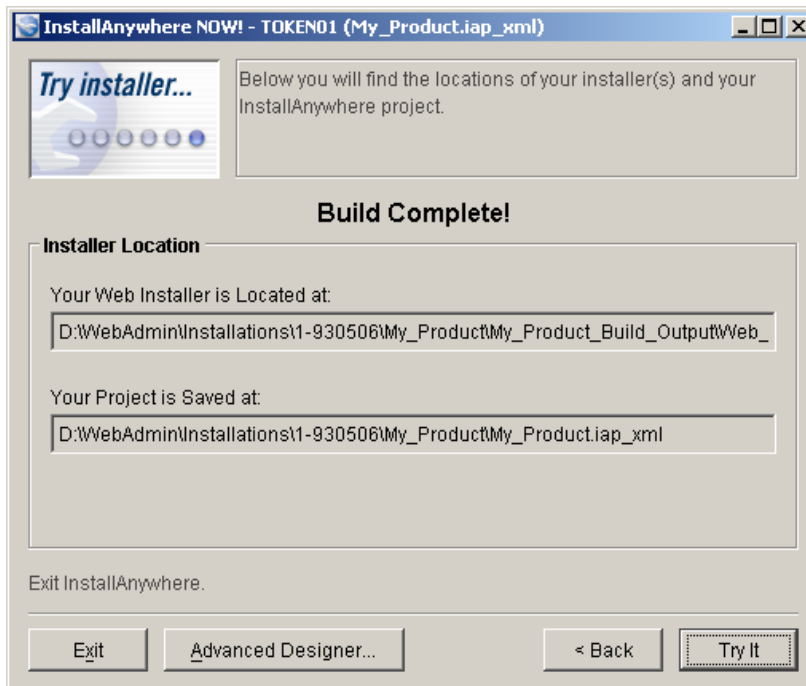 InstallAnywhere NOW! - TOKEN01 (My_Product.iap_xml)
Try installer...
Below you will find the locations of your installer(s) and your
InstallAnywhere project.
Build Complete!
Installer Location
Your Web Installer is Located at:
D:\WebAdmin\Installations\1-930506\My_Product\My_Product_Build_Output\Web_
Your Project is Saved at:
D:\WebAdmin\Installations\1-930506\My_Product\My_Product.iap_xml
Exit InstallAnywhere.
Exit
Advanced Designer...
< Back
Try It